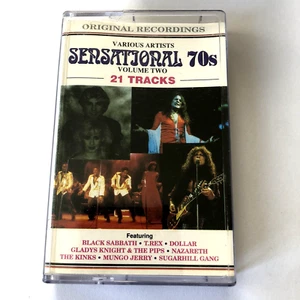 ORIGINAL RECORDINGS
VARIOUS ARTISTS
SENSATIONAL 70s
VOLUME TWO
21 TRACKS
Featuring
BLACK SABBATH • T.REX • DOLLAR
GLADYS KNIGHT & THE PIPS • NAZARETH
THE KINKS • MUNGO JERRY • SUGARHILL GANG